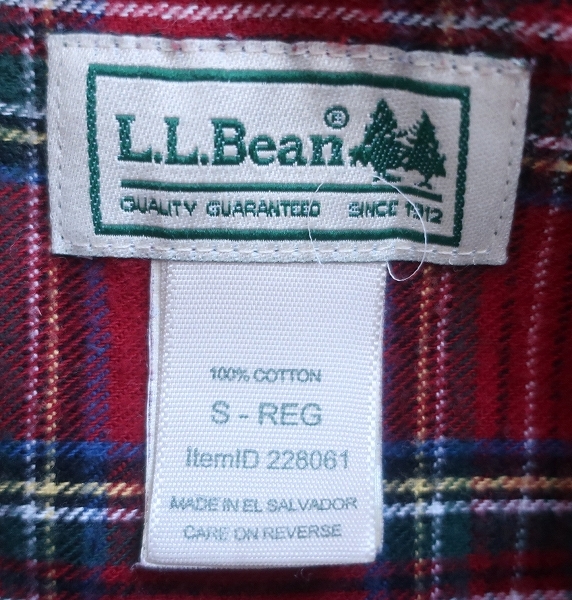 L.L.Bean®
QUALITY GUARANTEED SINCE 1912
100% COTTON
S - REG
ItemID 228061
MADE IN EL SALVADOR
CARE ON REVERSE